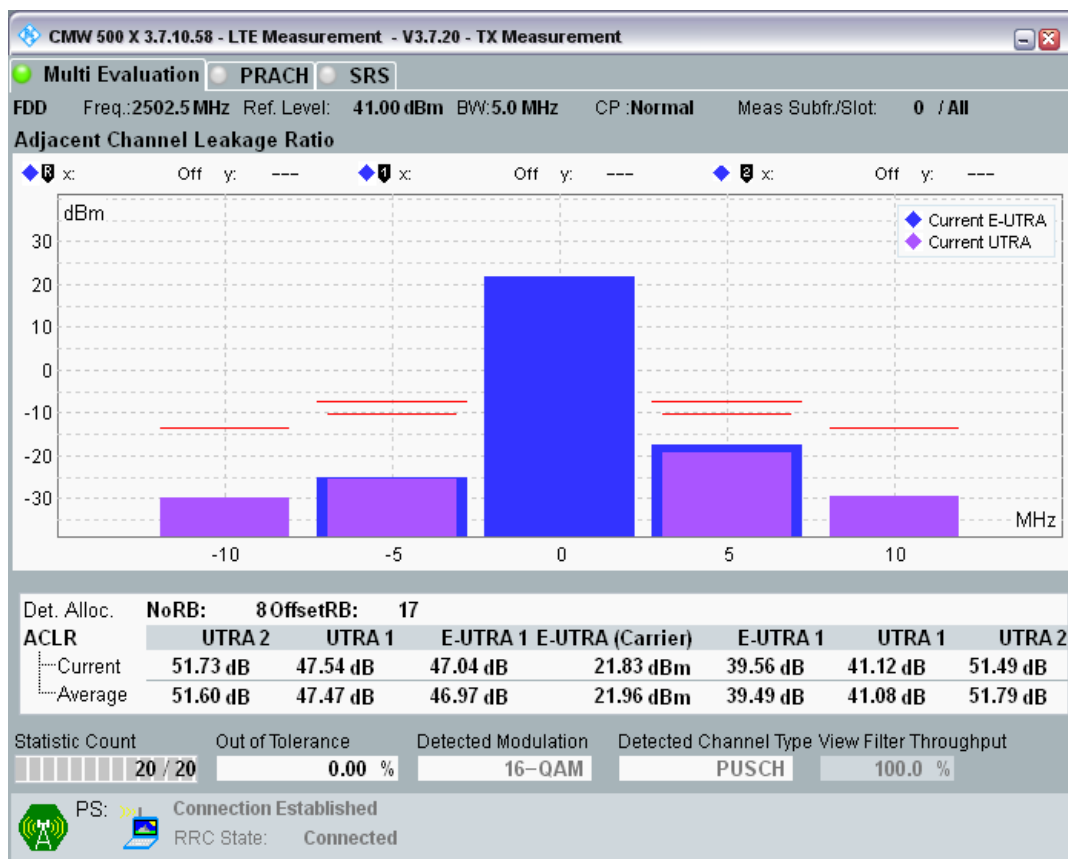 CMW 500 X 3.7.10.58 - LTE Measurement - V3.7.20 - TX Measurement
Multi Evaluation PRACH SRS
FDD Freq.:2502.5 MHz Ref. Level: 41.00 dBm BW:5.0 MHz CP :Normal Meas Subfr./Slot: 0 / All
Adjacent Channel Leakage Ratio
R x: Off y: --- 1 x: Off y: --- 2 x: Off y: ---
dBm
Current E-UTRA
Current UTRA
30
20
10
0
-10
-20
-30
MHz
-10 -5 0 5 10
Det. Alloc. NoRB: 8 OffsetRB: 17
ACLR UTRA 2 UTRA 1 E-UTRA 1 E-UTRA (Carrier) E-UTRA 1 UTRA 1 UTRA 2
Current 51.73 dB 47.54 dB 47.04 dB 21.83 dBm 39.56 dB 41.12 dB 51.49 dB
Average 51.60 dB 47.47 dB 46.97 dB 21.96 dBm 39.49 dB 41.08 dB 51.79 dB
Statistic Count Out of Tolerance Detected Modulation Detected Channel Type View Filter Throughput
20 / 20 0.00 % 16-QAM PUSCH 100.0 %
PS: Connection Established
RRC State: Connected